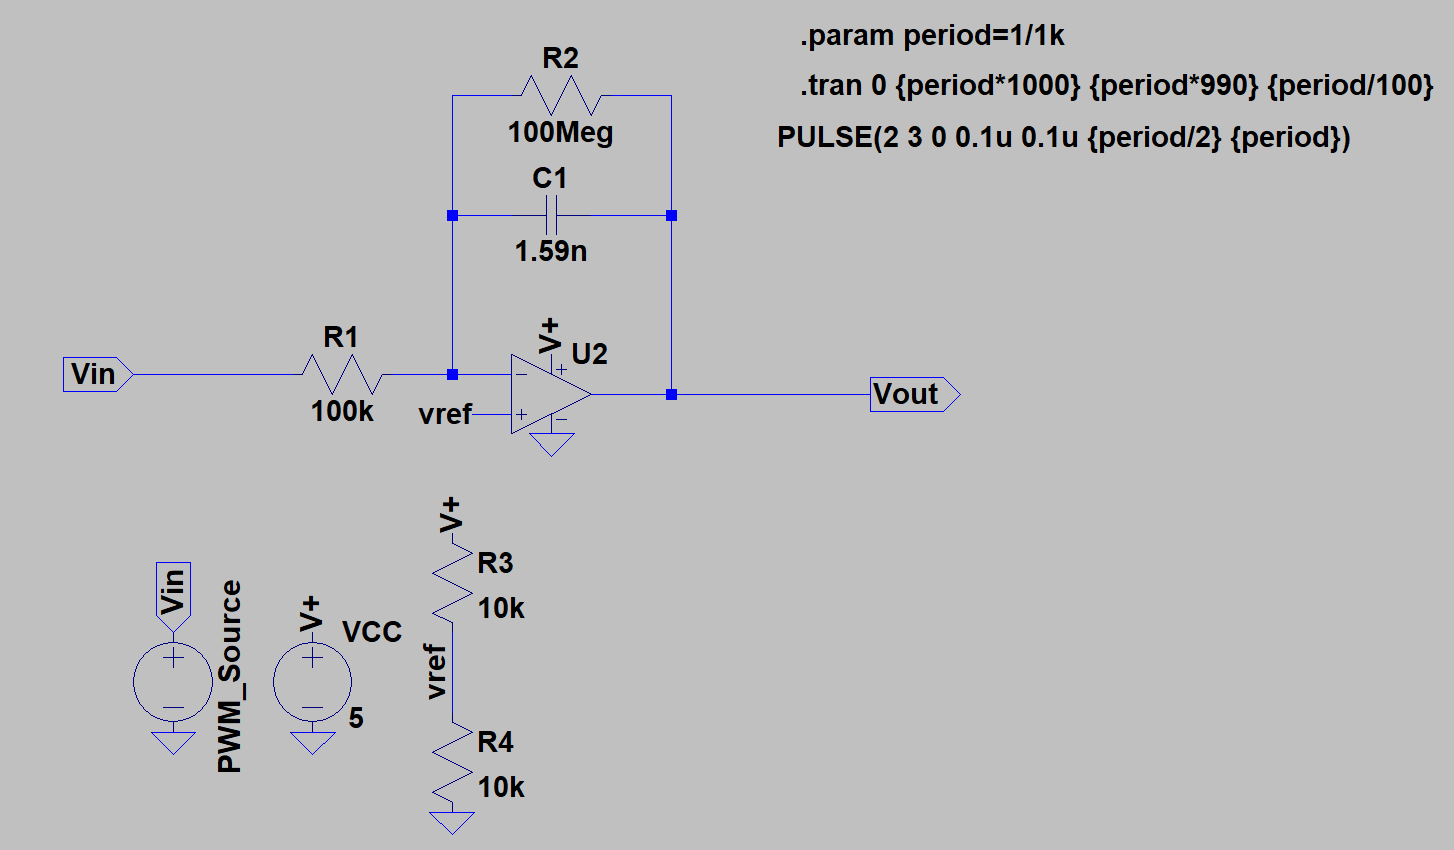 .param period=1/1k
.tran 0 {period*1000} {period*990} {period/100}
PULSE(2 3 0 0.1u 0.1u {period/2} {period})
R2
100Meg
C1
1.59n
R1
100k
Vin
V+
U2
vref
Vout
V+
R3
10k
vref
R4
10k
Vin
PWM_Source
V+
VCC
5